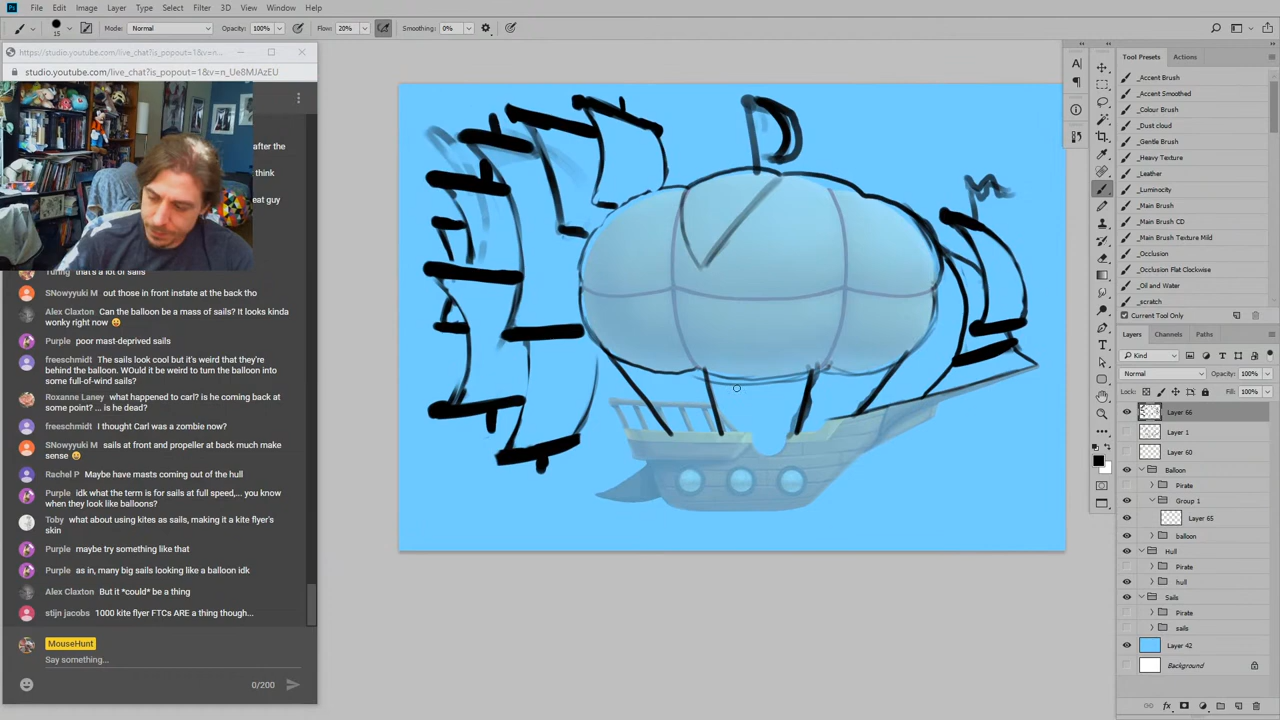 File Edit Image Layer Type Select Filter 3D View Window Help
15 Mode: Normal Opacity: 100% Flow: 20% Smoothing: 0%
https://studio.youtube.com/live_chat?is_popout=1&v=n...
studio.youtube.com/live_chat?is_popout=1&v=n_Ue8MJAzEU
after the
think
eat guy
Turing that's a lot of sails
SNowyyuki M out those in front instate at the back tho
Alex Claxton Can the balloon be a mass of sails? It looks kinda
wonky right now
Purple poor mast-deprived sails
freeschmidt The sails look cool but it's weird that they're
behind the balloon. WOuld it be weird to turn the balloon into
some full-of-wind sails?
Roxanne Laney what happened to carl? is he coming back at
some point? ... is he dead?
freeschmidt I thought Carl was a zombie now?
SNowyyuki M sails at front and propeller at back much make
sense
Rachel P Maybe have masts coming out of the hull
Purple idk what the term is for sails at full speed,... you know
when they look like balloons?
Toby what about using kites as sails, making it a kite flyer's
skin
Purple maybe try something like that
Purple as in, many big sails looking like a balloon idk
Alex Claxton But it *could* be a thing
stijn jacobs 1000 kite flyer FTCs ARE a thing though...
MouseHunt
Say something...
0/200
Tool Presets Actions
_Accent Brush
_Accent Smoothed
_Colour Brush
_Dust cloud
_Gentle Brush
_Heavy Texture
_Leather
_Luminosity
_Main Brush
_Main Brush CD
_Main Brush Texture Mild
_Occlusion
_Occlusion Flat Clockwise
_Oil and Water
_scratch
Current Tool Only
Layers Channels Paths
Kind
Normal Opacity: 100%
Lock: Fill: 100%
Layer 66
Layer 1
Layer 60
Balloon
Pirate
Group 1
Layer 65
balloon
Hull
Pirate
hull
Sails
Pirate
sails
Layer 42
Background